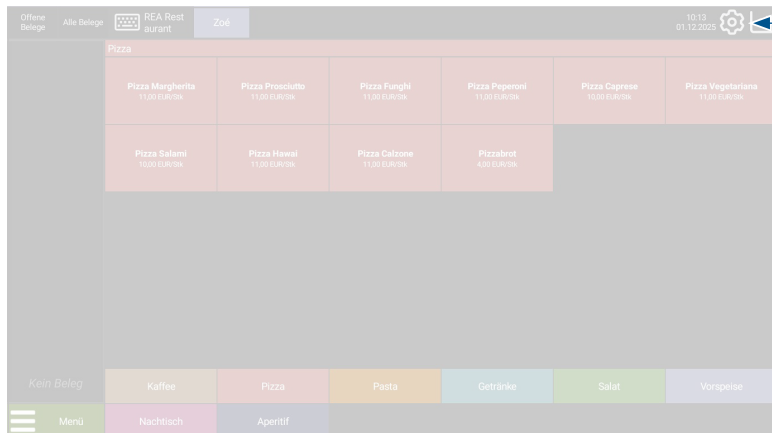 Offene
Belege
Alle Belege
REA Rest
aurant
Zoé
10:13
01.12.2025
Pizza
Pizza Margherita
11,00 EUR/Stk
Pizza Prosciutto
11,00 EUR/Stk
Pizza Funghi
11,00 EUR/Stk
Pizza Peperoni
11,00 EUR/Stk
Pizza Caprese
10,00 EUR/Stk
Pizza Vegetariana
11,00 EUR/Stk
Pizza Salami
10,00 EUR/Stk
Pizza Hawai
11,00 EUR/Stk
Pizza Calzone
11,00 EUR/Stk
Pizzabrot
4,00 EUR/Stk
Kein Beleg
Kaffee
Pizza
Pasta
Getränke
Salat
Vorspeise
Menü
Nachtisch
Aperitif